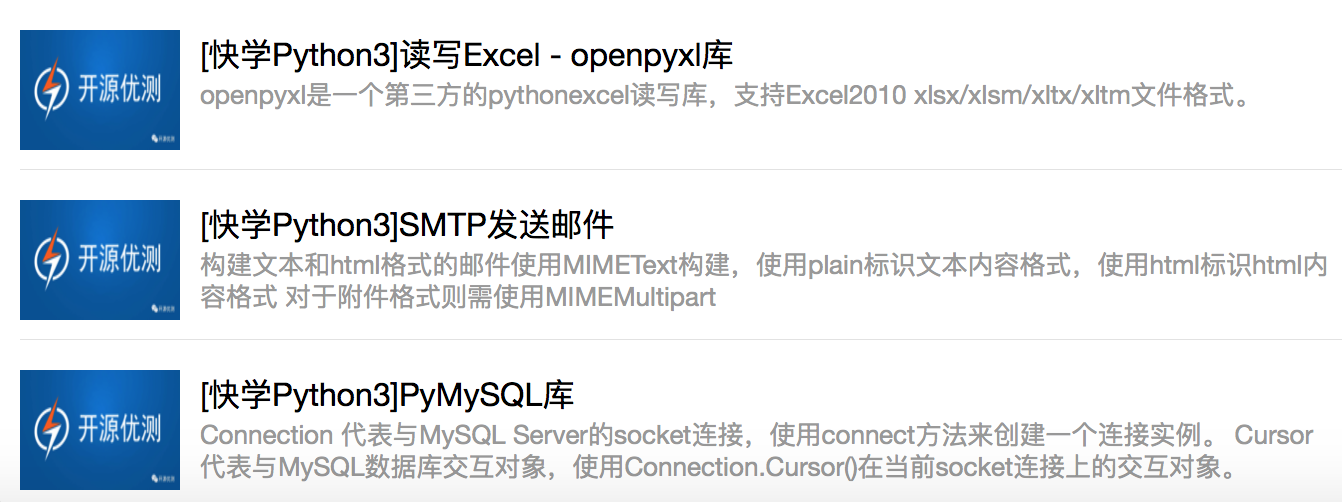 [快学Python3]读写Excel - openpyxl库
开源优测
openpyxl是一个第三方的pythonexcel读写库，支持Excel2010 xlsx/xlsm/xltx/xltm文件格式。
开源优测
[快学Python3]SMTP发送邮件
开源优测
构建文本和html格式的邮件使用MIMEText构建，使用plain标识文本内容格式，使用html标识html内
容格式 对于附件格式则需使用MIMEMultipart
开源优测
[快学Python3]PyMySQL库
开源优测
Connection 代表与MySQL Server的socket连接，使用connect方法来创建一个连接实例。 Cursor
代表与MySQL数据库交互对象，使用Connection.Cursor()在当前socket连接上的交互对象。
开源优测